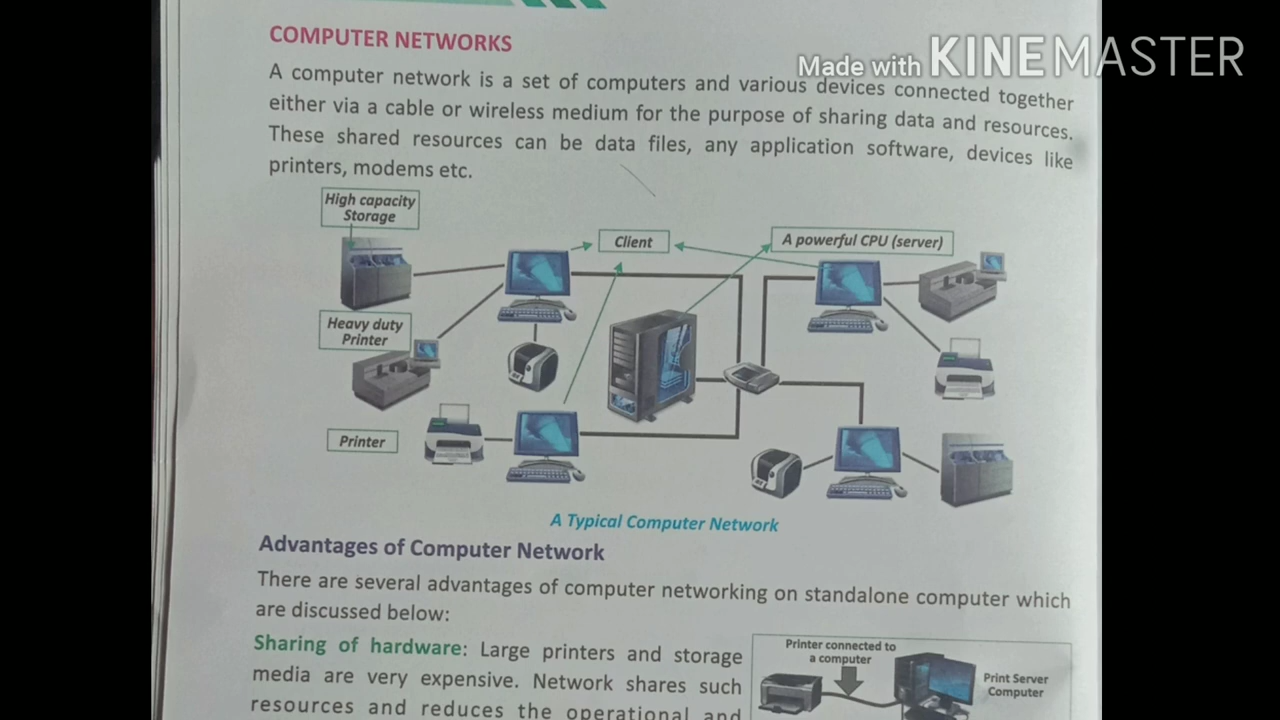 COMPUTER NETWORKS
Made with KINEMASTER
A computer network is a set of computers and various devices connected together
either via a cable or wireless medium for the purpose of sharing data and resources.
These shared resources can be data files, any application software, devices like
printers, modems etc.
High capacity
Storage
Client
A powerful CPU (server)
Heavy duty
Printer
Printer
A Typical Computer Network
Advantages of Computer Network
There are several advantages of computer networking on standalone computer which
are discussed below:
Sharing of hardware: Large printers and storage
media are very expensive. Network shares such
resources and reduces the operational and
Printer connected to
a computer
Print Server
Computer